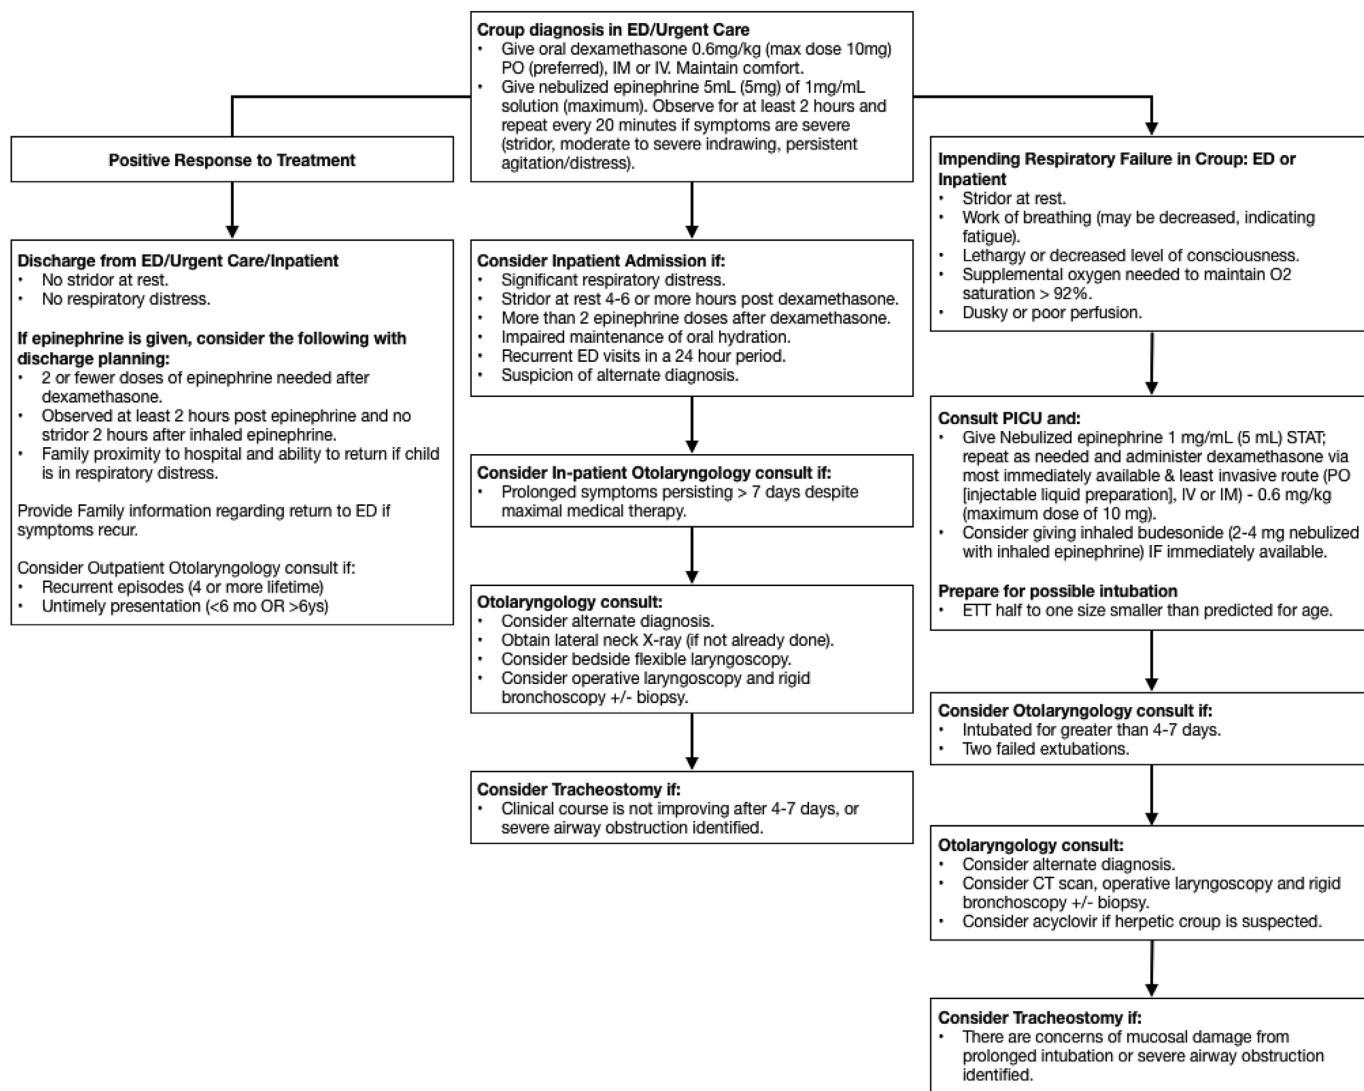 Croup diagnosis in ED/Urgent Care
• Give oral dexamethasone 0.6mg/kg (max dose 10mg)
PO (preferred), IM or IV. Maintain comfort.
• Give nebulized epinephrine 5mL (5mg) of 1mg/mL
solution (maximum). Observe for at least 2 hours and
repeat every 20 minutes if symptoms are severe
(stridor, moderate to severe indrawing, persistent
agitation/distress).
Positive Response to Treatment
Discharge from ED/Urgent Care/Inpatient
• No stridor at rest.
• No respiratory distress.
If epinephrine is given, consider the following with
discharge planning:
• 2 or fewer doses of epinephrine needed after
dexamethasone.
• Observed at least 2 hours post epinephrine and no
stridor 2 hours after inhaled epinephrine.
• Family proximity to hospital and ability to return if child
is in respiratory distress.
Provide Family information regarding return to ED if
symptoms recur.
Consider Outpatient Otolaryngology consult if:
• Recurrent episodes (4 or more lifetime)
• Untimely presentation (<6 mo OR >6ys)
Consider Inpatient Admission if:
• Significant respiratory distress.
• Stridor at rest 4-6 or more hours post dexamethasone.
• More than 2 epinephrine doses after dexamethasone.
• Impaired maintenance of oral hydration.
• Recurrent ED visits in a 24 hour period.
• Suspicion of alternate diagnosis.
Consider In-patient Otolaryngology consult if:
• Prolonged symptoms persisting > 7 days despite
maximal medical therapy.
Otolaryngology consult:
• Consider alternate diagnosis.
• Obtain lateral neck X-ray (if not already done).
• Consider bedside flexible laryngoscopy.
• Consider operative laryngoscopy and rigid
bronchoscopy +/- biopsy.
Consider Tracheostomy if:
• Clinical course is not improving after 4-7 days, or
severe airway obstruction identified.
Impending Respiratory Failure in Croup: ED or
Inpatient
• Stridor at rest.
• Work of breathing (may be decreased, indicating
fatigue).
• Lethargy or decreased level of consciousness.
• Supplemental oxygen needed to maintain O2
saturation > 92%.
• Dusky or poor perfusion.
Consult PICU and:
• Give Nebulized epinephrine 1 mg/mL (5 mL) STAT;
repeat as needed and administer dexamethasone via
most immediately available & least invasive route (PO
[injectable liquid preparation], IV or IM) - 0.6 mg/kg
(maximum dose of 10 mg).
• Consider giving inhaled budesonide (2-4 mg nebulized
with inhaled epinephrine) IF immediately available.
Prepare for possible intubation
• ETT half to one size smaller than predicted for age.
Consider Otolaryngology consult if:
• Intubated for greater than 4-7 days.
• Two failed extubations.
Otolaryngology consult:
• Consider alternate diagnosis.
• Consider CT scan, operative laryngoscopy and rigid
bronchoscopy +/- biopsy.
• Consider acyclovir if herpetic croup is suspected.
Consider Tracheostomy if:
• There are concerns of mucosal damage from
prolonged intubation or severe airway obstruction
identified.